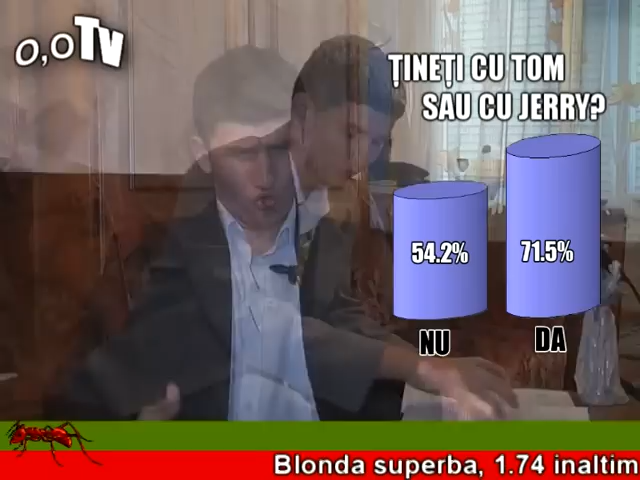 O,OTV
ȚINEȚI CU TOM
SAU CU JERRY?
54.2%
71.5%
NU
DA
Blonda superba, 1.74 inaltim